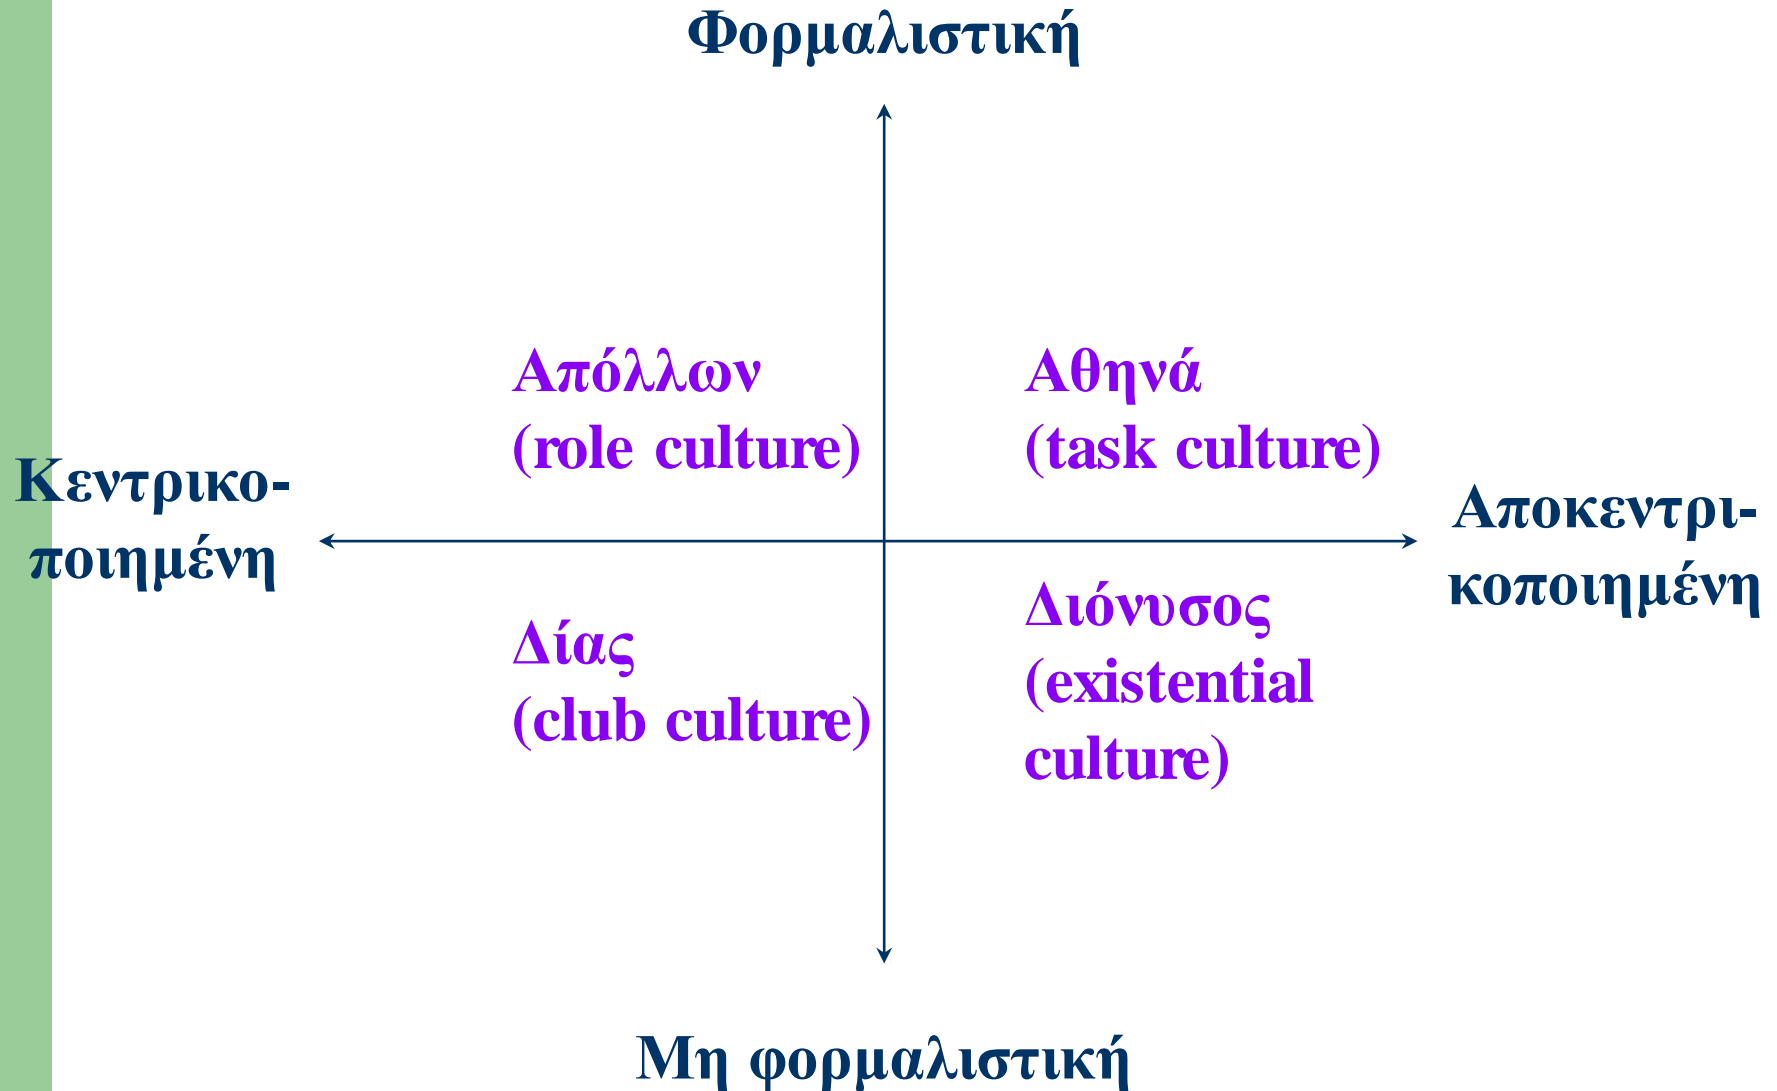 Φορμαλιστική
Απόλλων
(role culture)
Αθηνά
(task culture)
Κεντρικο-
ποιημένη
Αποκεντρι-
κοποιημένη
Δίας
(club culture)
Διόνυσος
(existential
culture)
Μη φορμαλιστική